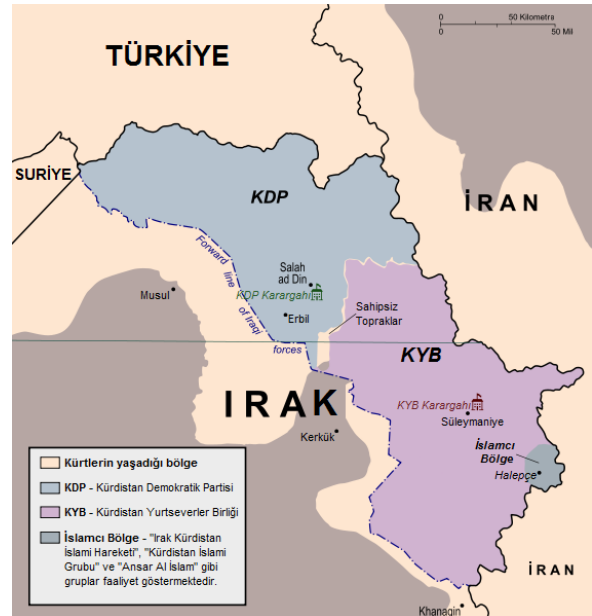 50 Kilometra
0
0
50 Mil
TÜRKİYE
SURİYE
İRAN
KDP
Salah
ad Din
KDP Karargahı
Musul
Erbil
Forward line of Iraqi forces
Sahipsiz
Topraklar
KYB
IRAK
KYB Karargahı
Süleymaniye
Kerkük
İslamcı
Bölge
Halepçe
İRAN
Khanaqin
Kürtlerin yaşadığı bölge
KDP - Kürdistan Demokratik Partisi
KYB - Kürdistan Yurtseverler Birliği
İslamcı Bölge - "Irak Kürdistan
İslami Hareketi", "Kürdistan İslami
Grubu" ve "Ansar Al İslam" gibi
gruplar faaliyet göstermektedir.